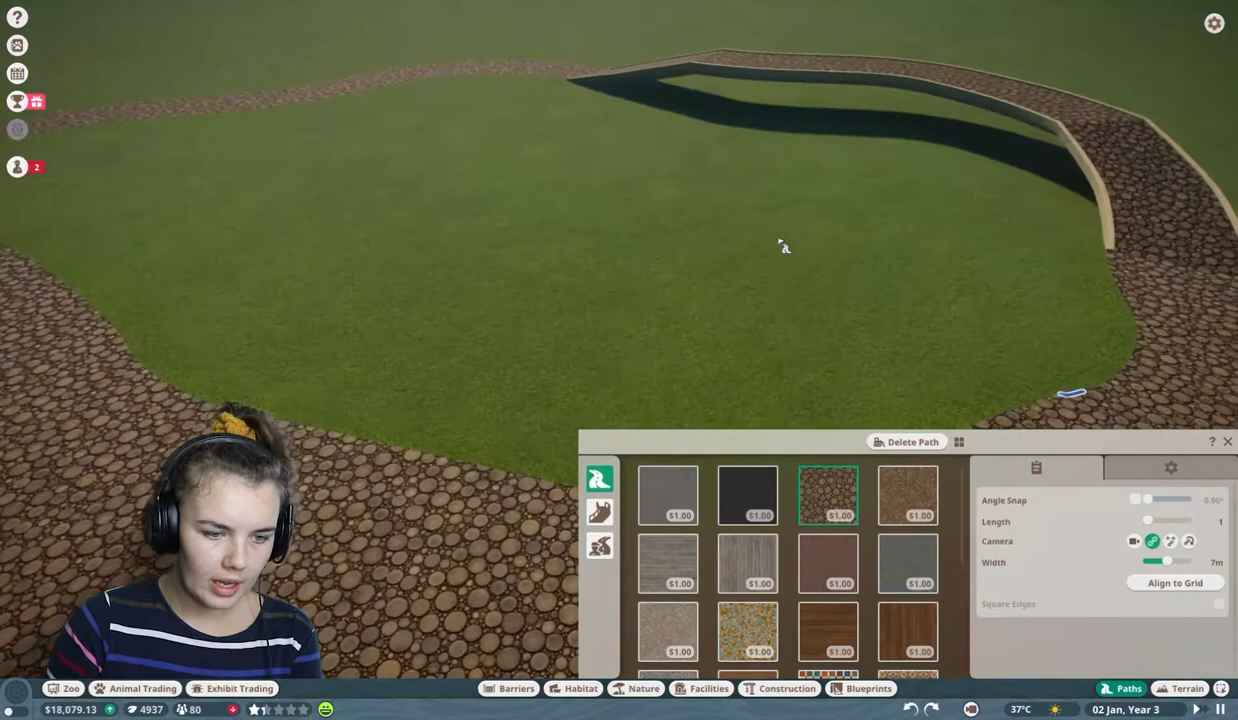 ?
2
Delete Path
?
$1.00 $1.00 $1.00 $1.00
$1.00 $1.00 $1.00 $1.00
$1.00 $1.00 $1.00 $1.00
Angle Snap 0.00°
Length 1
Camera
Width 7m
Align to Grid
Square Edges
Zoo Animal Trading Exhibit Trading Barriers Habitat Nature Facilities Construction Blueprints Paths Terrain
$18,079.13 4937 80 37°C 02 Jan, Year 3